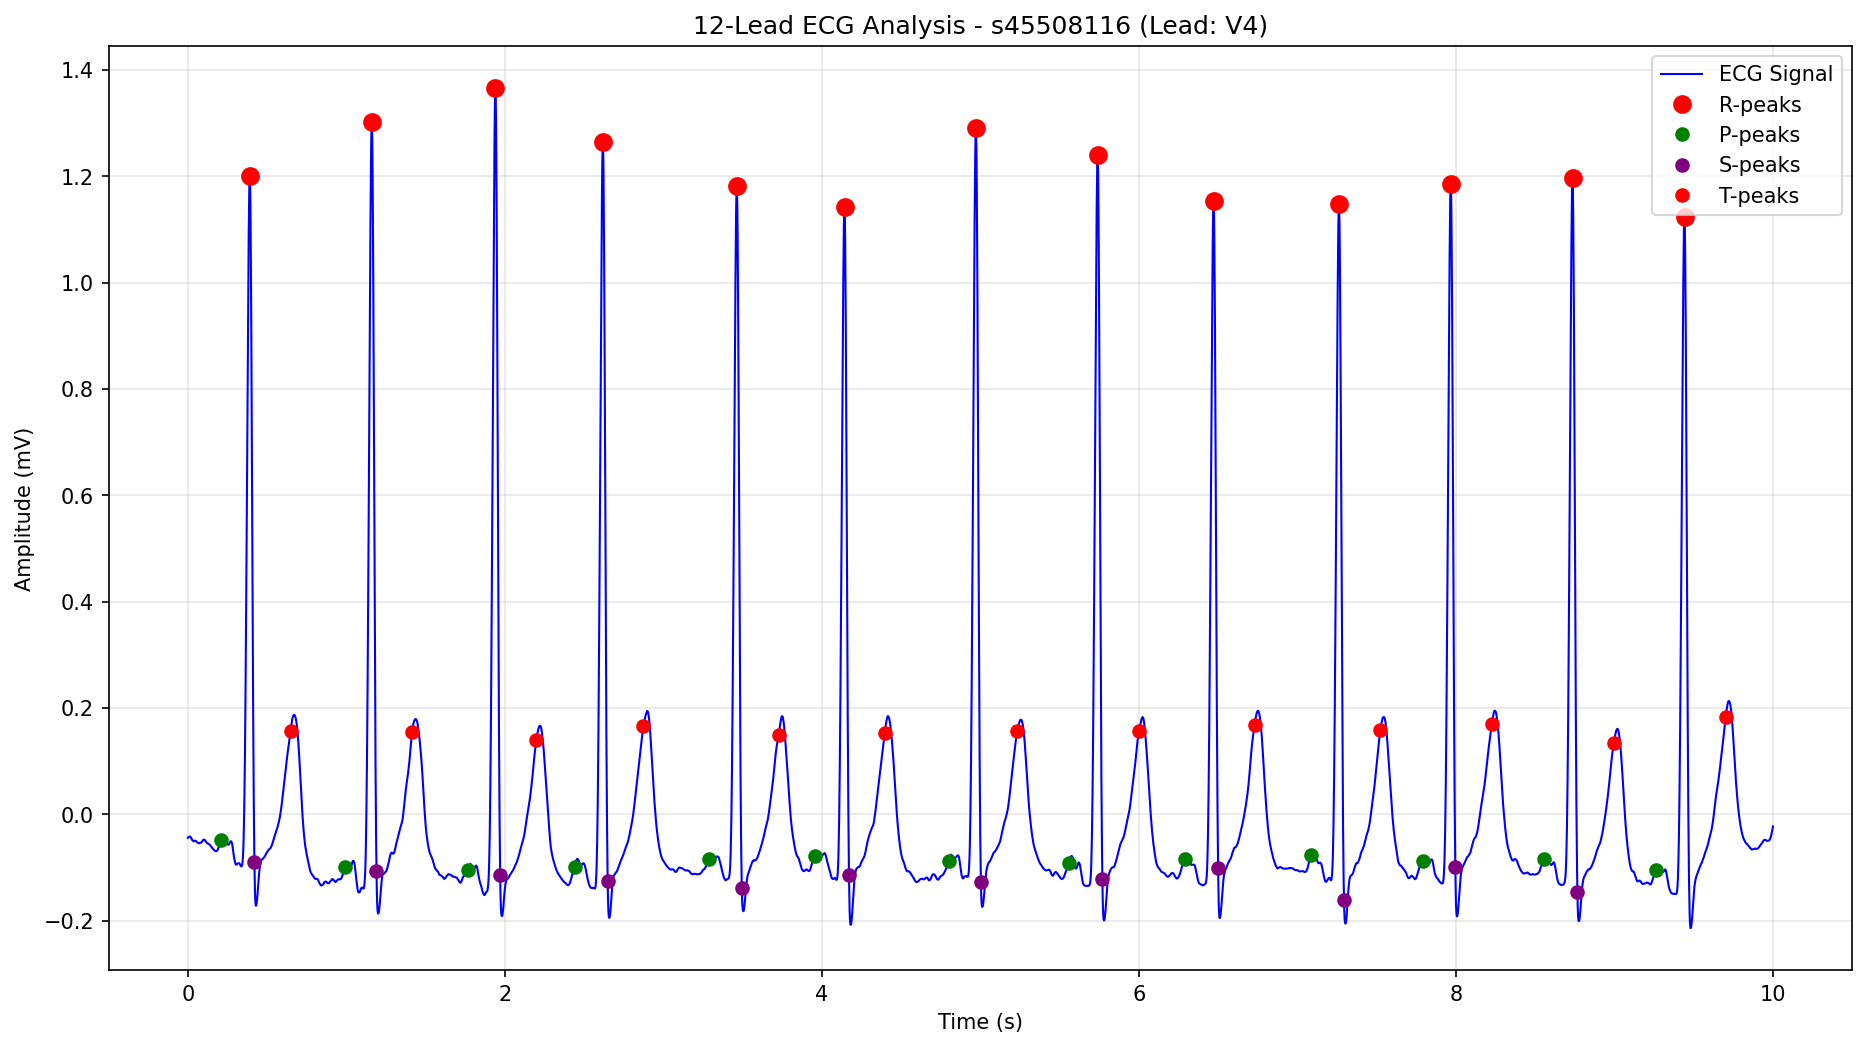 12-Lead ECG Analysis - s45508116 (Lead: V4)
ECG Signal
R-peaks
P-peaks
S-peaks
T-peaks
Amplitude (mV)
1.4
1.2
1.0
0.8
0.6
0.4
0.2
0.0
−0.2
0 2 4 6 8 10
Time (s)